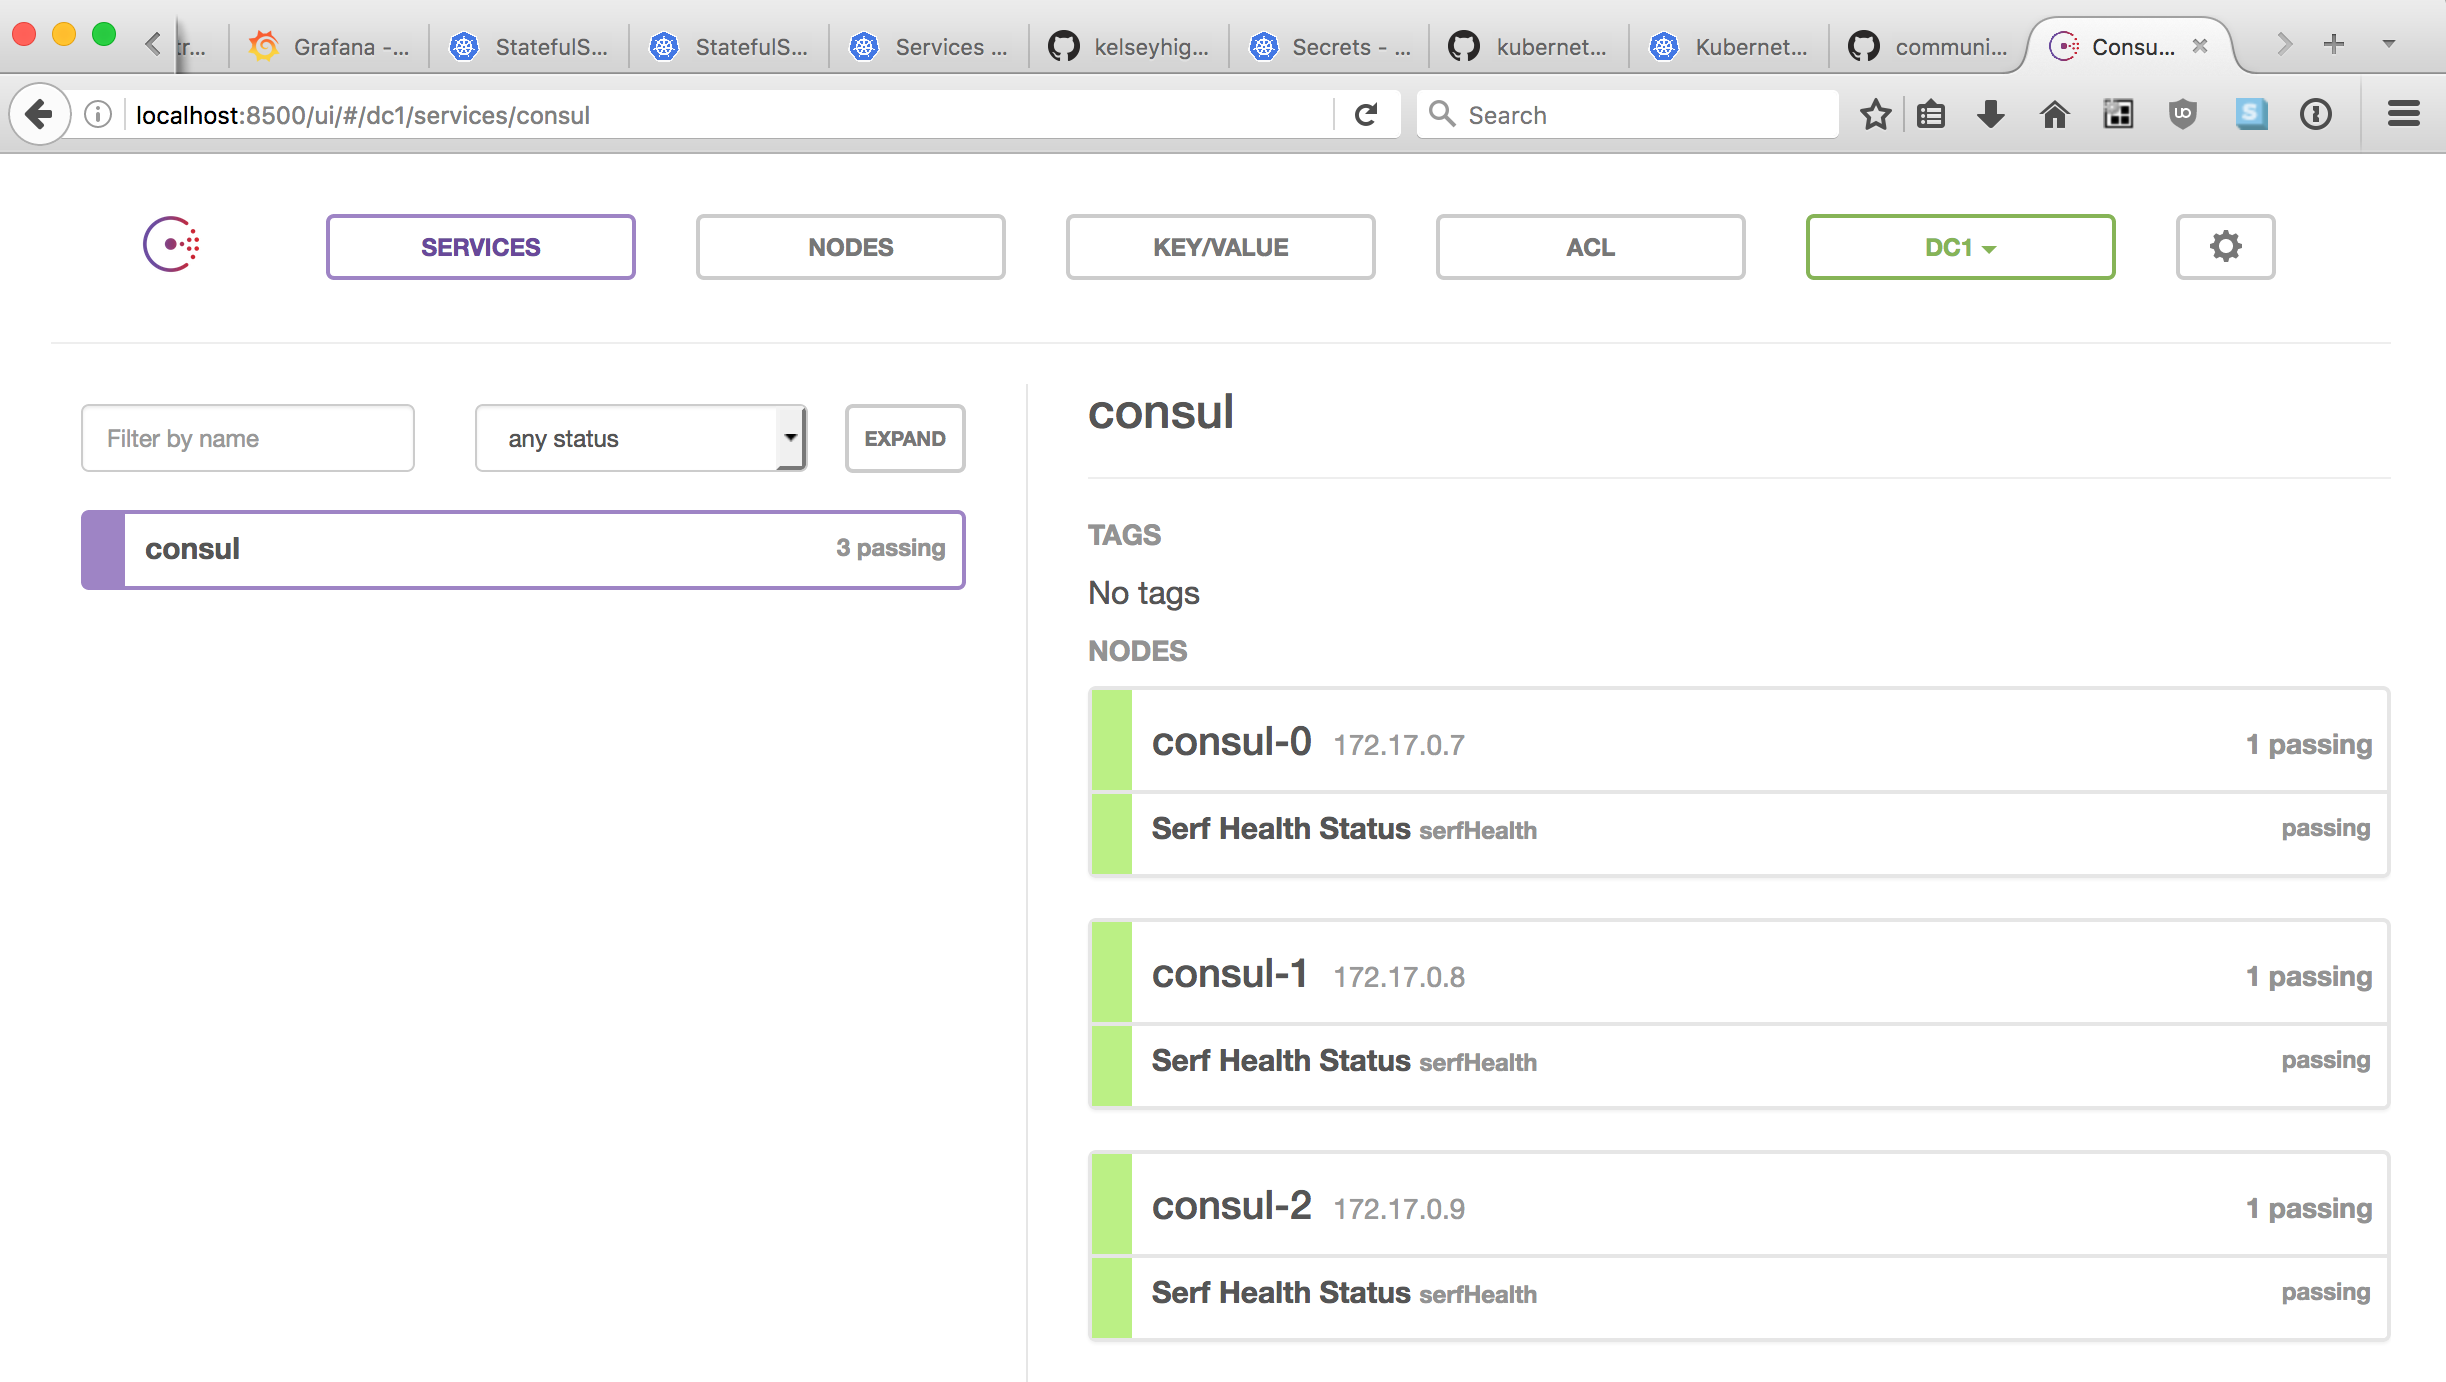 tr... Grafana -... StatefulS... StatefulS... Services ... kelseyhig... Secrets - ... kubernet... Kubernet... communi... Consu...
localhost:8500/ui/#/dc1/services/consul Search
SERVICES NODES KEY/VALUE ACL DC1
Filter by name any status EXPAND
consul 3 passing
consul
TAGS
No tags
NODES
consul-0 172.17.0.7 1 passing
Serf Health Status serfHealth passing
consul-1 172.17.0.8 1 passing
Serf Health Status serfHealth passing
consul-2 172.17.0.9 1 passing
Serf Health Status serfHealth passing